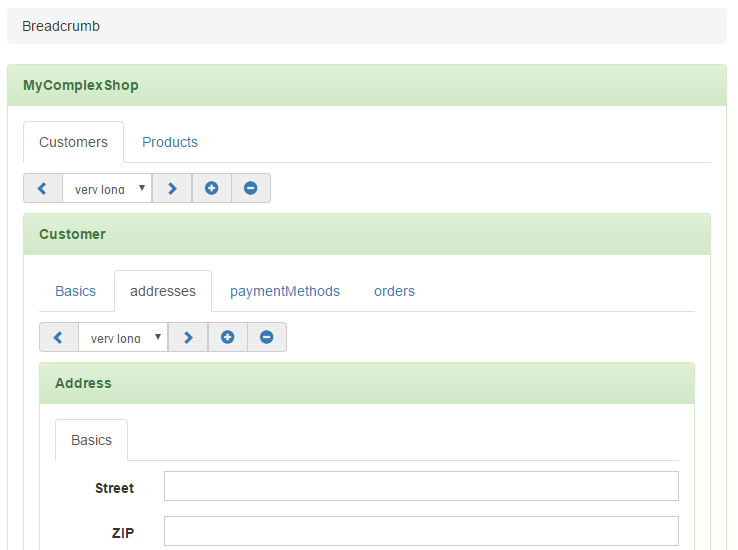 Breadcrumb
MyComplexShop
Customers Products
very long
Customer
Basics addresses paymentMethods orders
very long
Address
Basics
Street
ZIP